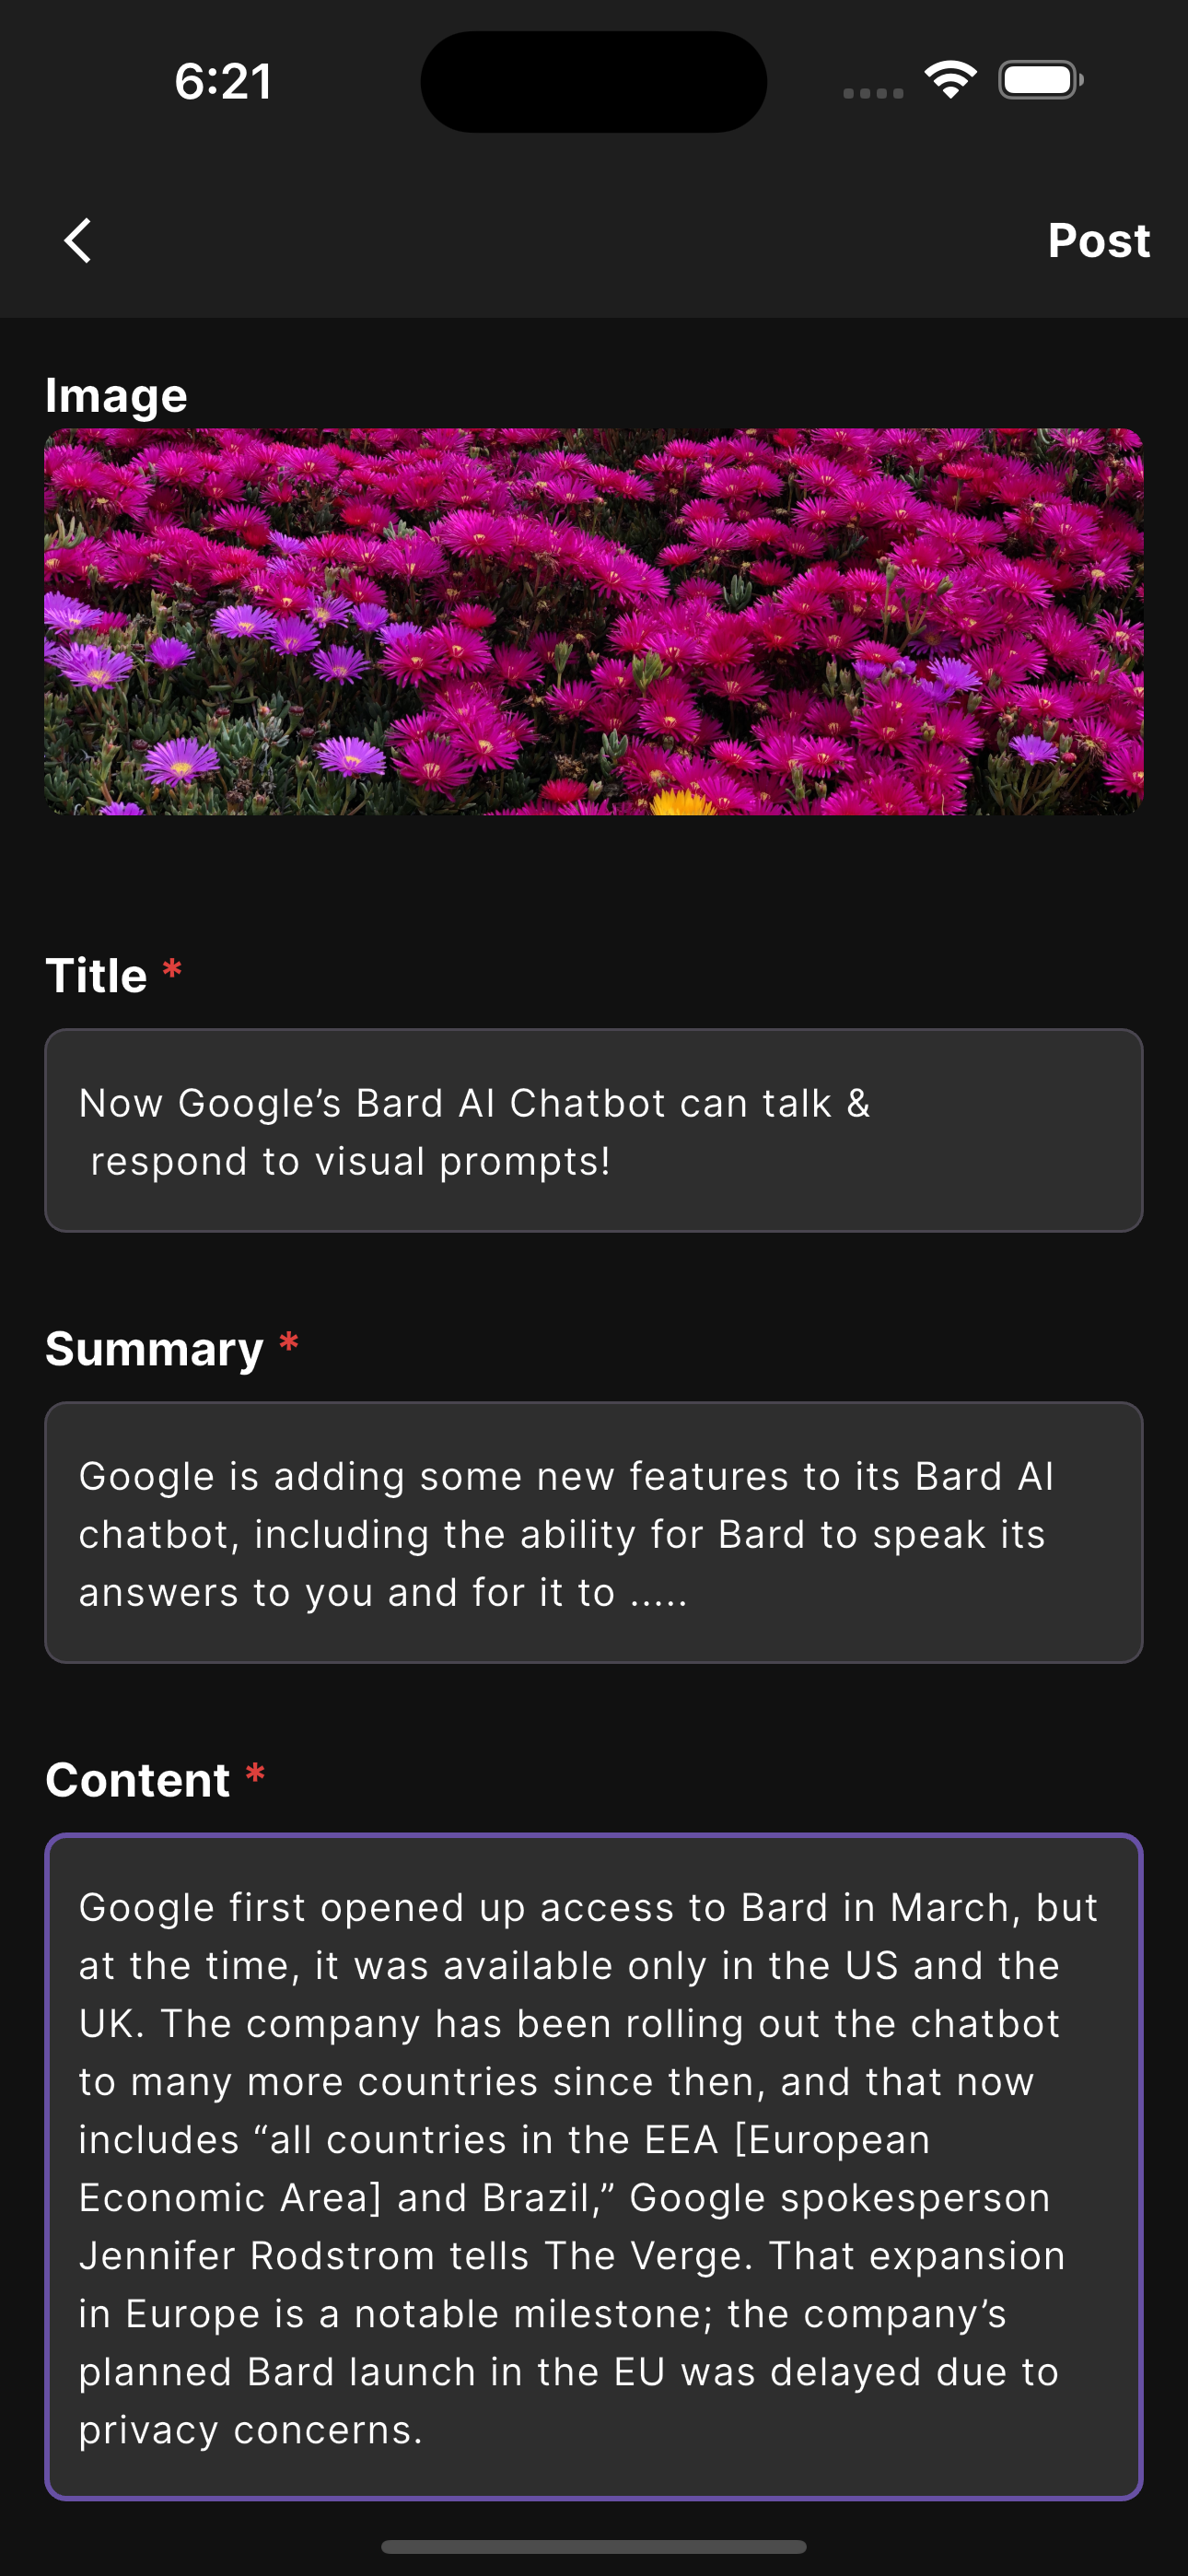 6:21
Post
Image
Title *
Now Google’s Bard AI Chatbot can talk &
respond to visual prompts!
Summary *
Google is adding some new features to its Bard AI
chatbot, including the ability for Bard to speak its
answers to you and for it to .....
Content *
Google first opened up access to Bard in March, but
at the time, it was available only in the US and the
UK. The company has been rolling out the chatbot
to many more countries since then, and that now
includes “all countries in the EEA [European
Economic Area] and Brazil,” Google spokesperson
Jennifer Rodstrom tells The Verge. That expansion
in Europe is a notable milestone; the company’s
planned Bard launch in the EU was delayed due to
privacy concerns.